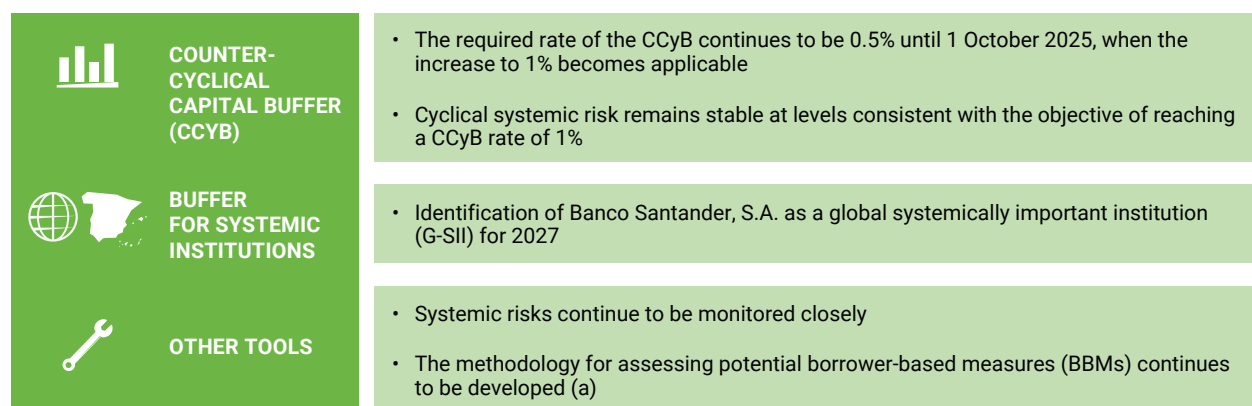 COUNTER-
CYCLICAL
CAPITAL BUFFER
(CCYB)
• The required rate of the CCyB continues to be 0.5% until 1 October 2025, when the
increase to 1% becomes applicable
• Cyclical systemic risk remains stable at levels consistent with the objective of reaching
a CCyB rate of 1%
BUFFER
FOR SYSTEMIC
INSTITUTIONS
• Identification of Banco Santander, S.A. as a global systemically important institution
(G-SII) for 2027
OTHER TOOLS
• Systemic risks continue to be monitored closely
• The methodology for assessing potential borrower-based measures (BBMs) continues
to be developed (a)